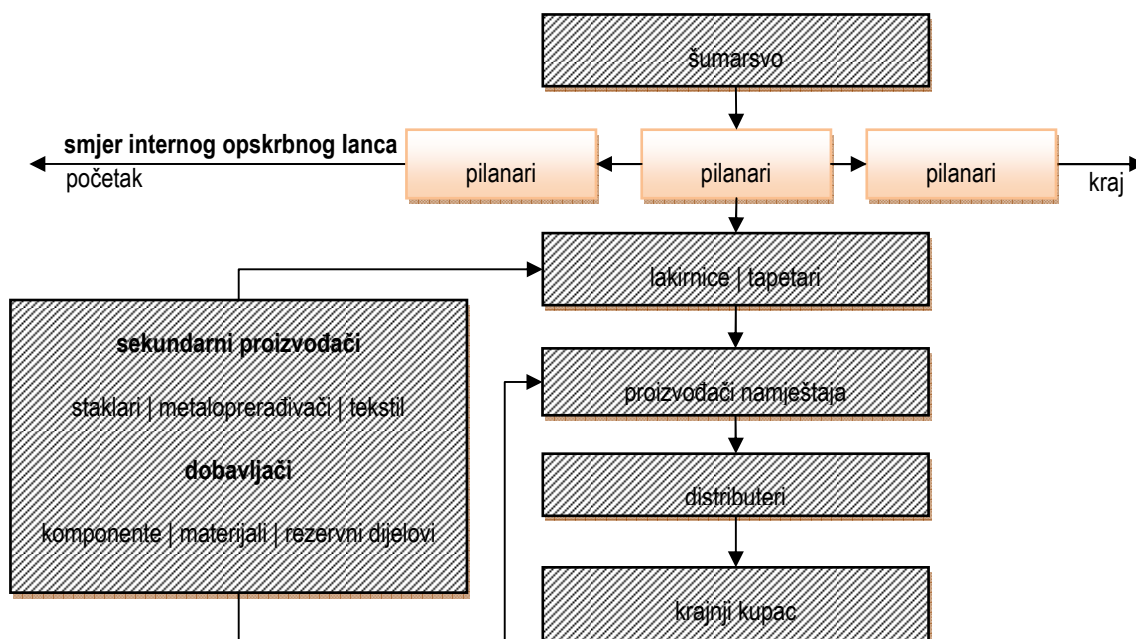 šumarsvo
smjer internog opskrbnog lanca
početak
pilanari
pilanari
pilanari
kraj
lakirnice | tapetari
sekundarni proizvođači
staklari | metaloprerađivači | tekstil
dobavljači
komponente | materijali | rezervni dijelovi
proizvođači namještaja
distributeri
krajnji kupac